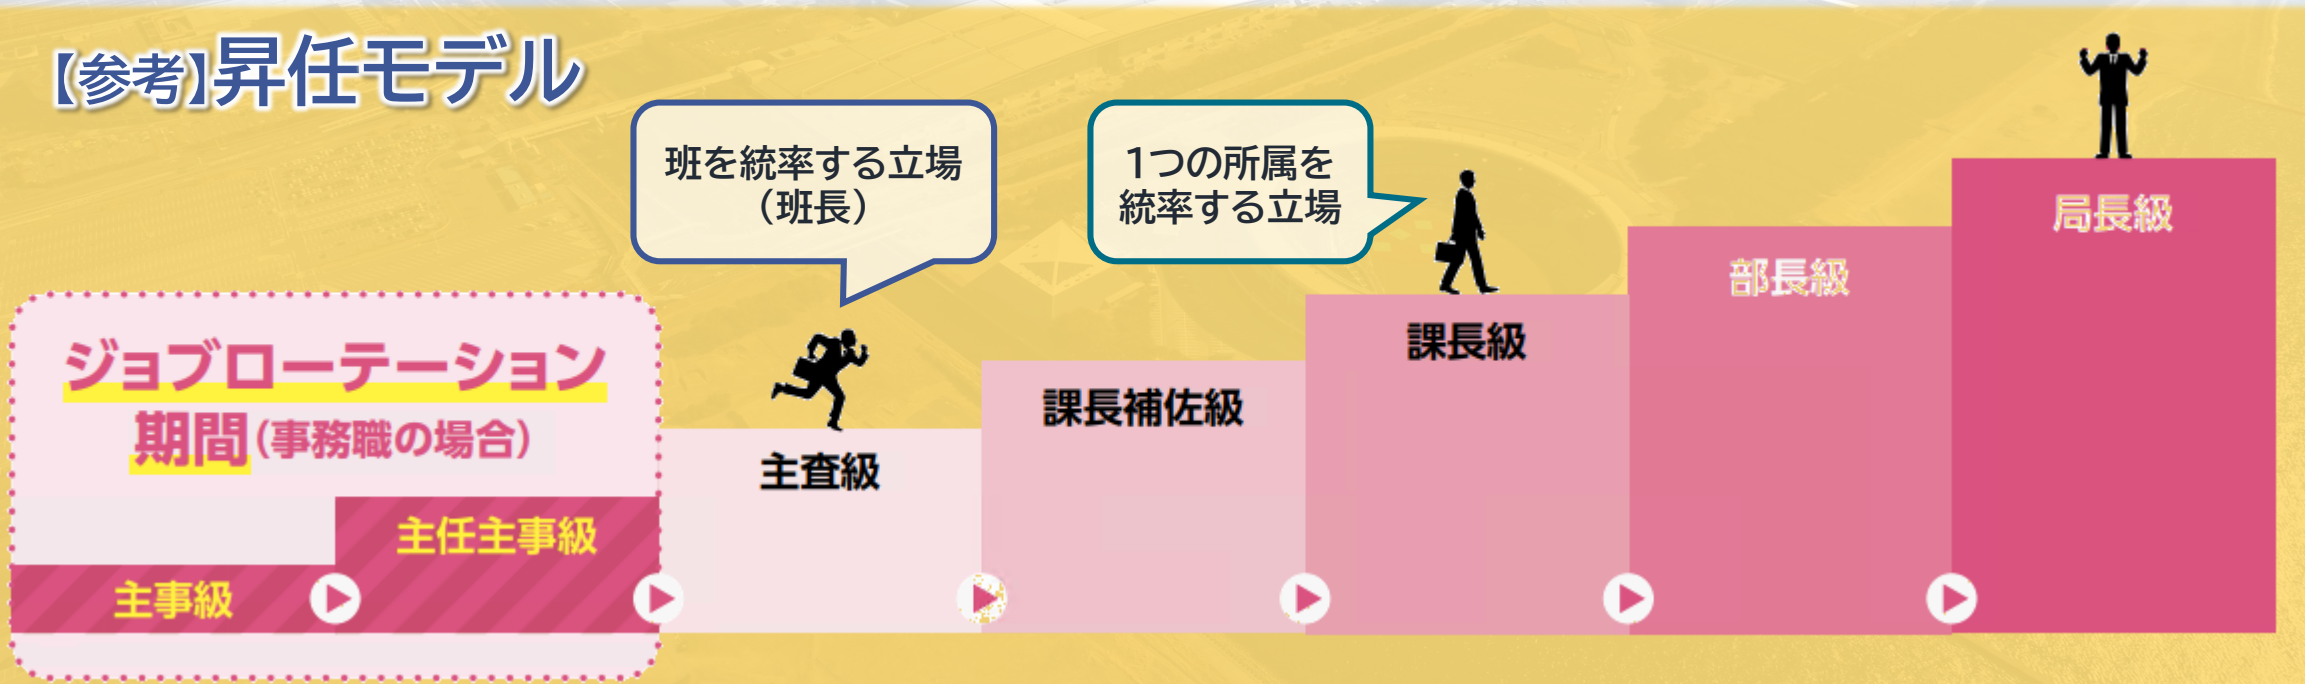 【参考】昇任モデル
班を統率する立場
（班長）
1つの所属を
統率する立場
局長級
部長級
課長級
課長補佐級
主査級
ジョブローテーション
期間（事務職の場合）
主任主事級
主事級